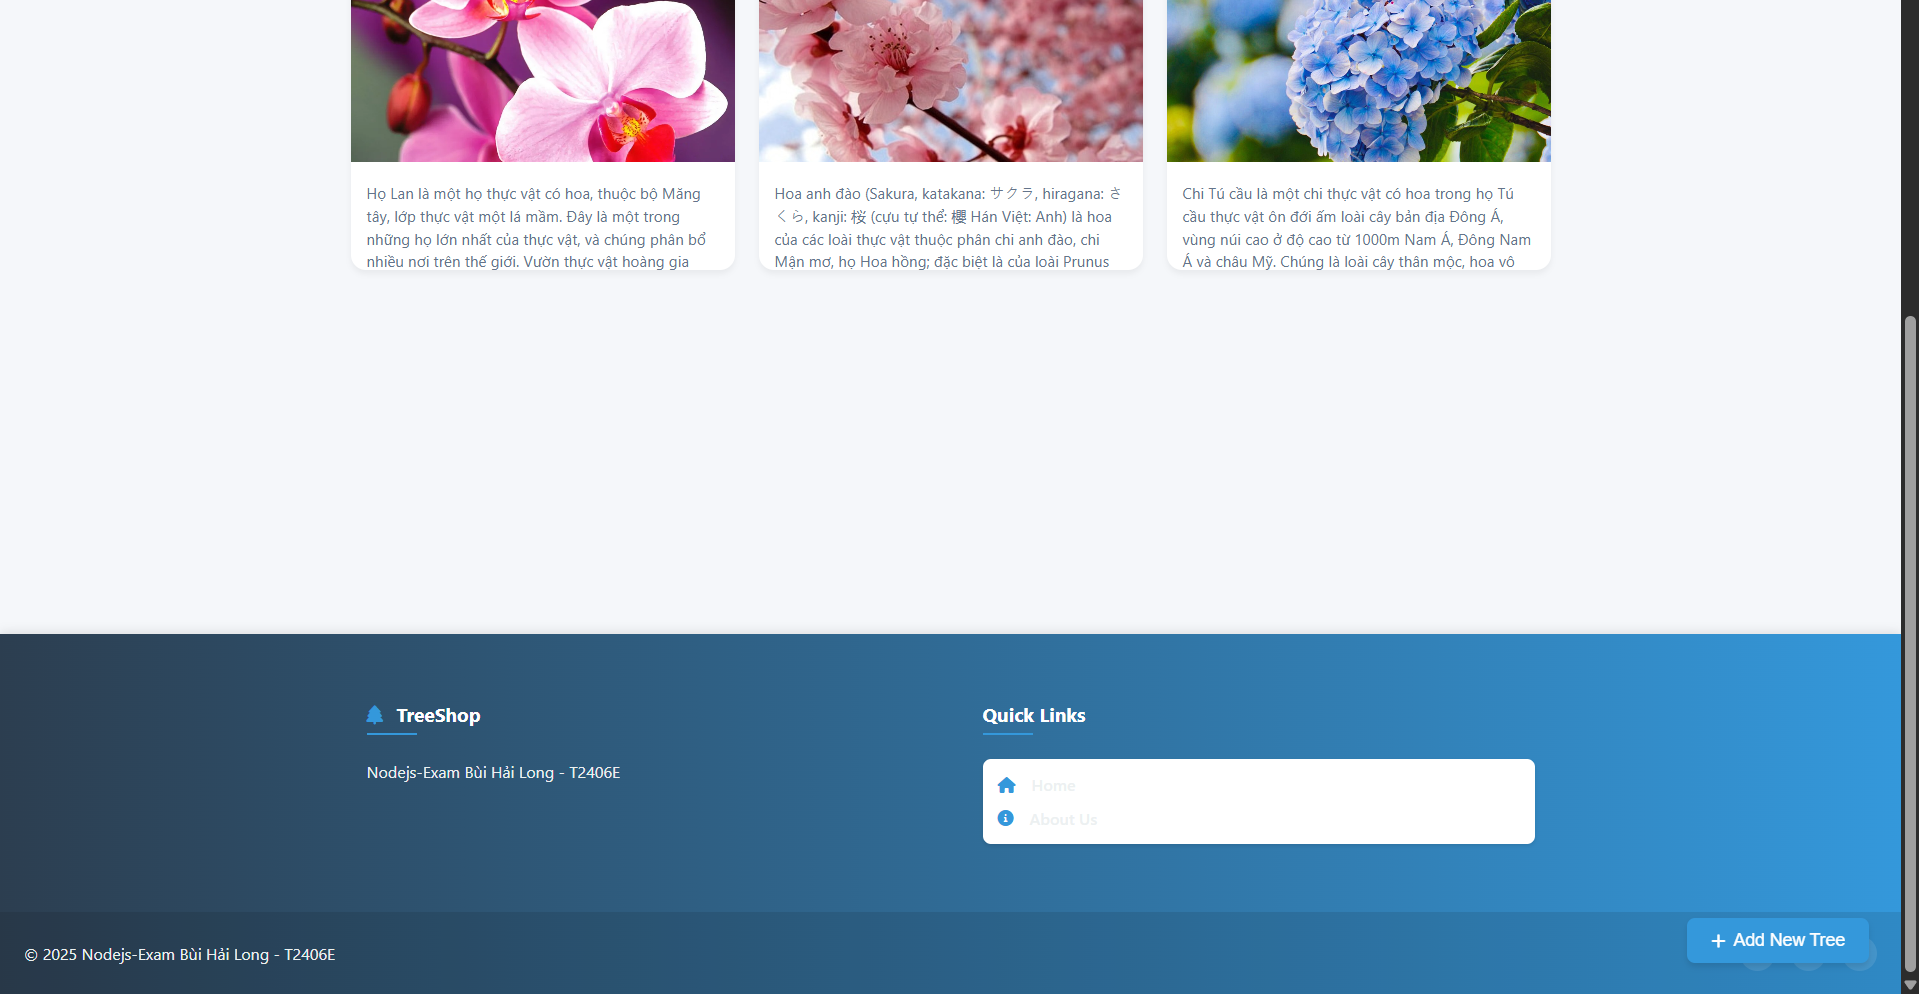 Họ Lan là một họ thực vật có hoa, thuộc bộ Măng
tây, lớp thực vật một lá mầm. Đây là một trong
những họ lớn nhất của thực vật, và chúng phân bổ
nhiều nơi trên thế giới. Vườn thực vật hoàng gia
Hoa anh đào (Sakura, katakana: サクラ, hiragana: さ
くら, kanji: 桜 (cựu tự thể: 櫻 Hán Việt: Anh) là hoa
của các loài thực vật thuộc phân chi anh đào, chi
Mận mơ, họ Hoa hồng; đặc biệt là của loài Prunus
Chi Tú cầu là một chi thực vật có hoa trong họ Tú
cầu thực vật ôn đới ấm loài cây bản địa Đông Á,
vùng núi cao ở độ cao từ 1000m Nam Á, Đông Nam
Á và châu Mỹ. Chúng là loài cây thân mộc, hoa vô
TreeShop
Nodejs-Exam Bùi Hải Long - T2406E
Quick Links
Home
About Us
© 2025 Nodejs-Exam Bùi Hải Long - T2406E
+ Add New Tree